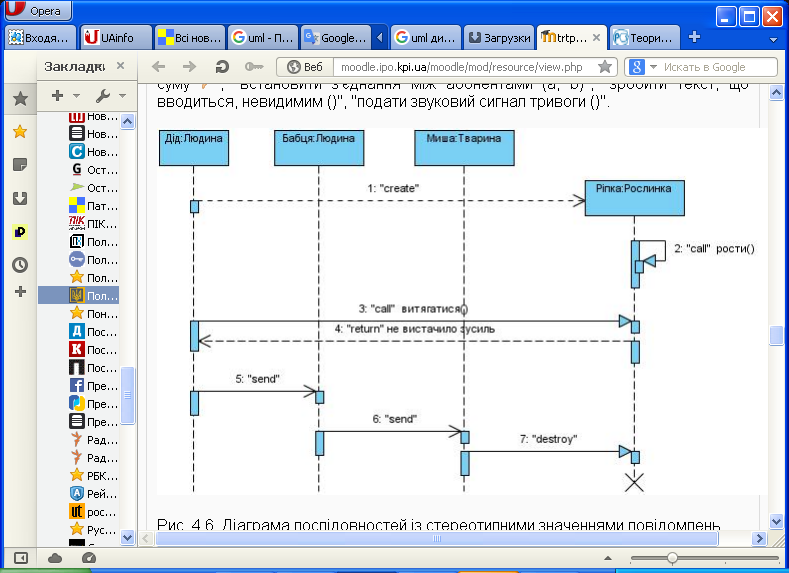 Opera
Входя...
UAinfo
Всі нов...
uml - П...
Google...
uml ди...
Загрузки
trtp...
Теори...
Закладки
Веб
moodle.ipo.kpi.ua/moodle/mod/resource/view.php
Искать в Google
суму
", "встановити з'єднання між абонентами (a, b)", "зробити текст, що
вводиться, невидимим ()", "подати звуковий сигнал тривоги ()".
Нов...
Нов...
Нов...
Ост...
Ост...
Пат...
ПІК...
Пол...
Пол...
Пол...
Пол...
Пон...
Пос...
Пос...
Пос...
Пре...
Пре...
Пре...
Рад...
Рад...
РБК...
Рей...
рос...
Рус...
Дід:Людина
Бабця:Людина
Миша:Тварина
Ріпка:Рослинка
1: "create"
2: "call" рости()
3: "call" витягатися()
4: "return" не вистачило зусиль
5: "send"
6: "send"
7: "destroy"
Рис. 4.6. Діаграма послідовностей із стереотипними значеннями повідомлень